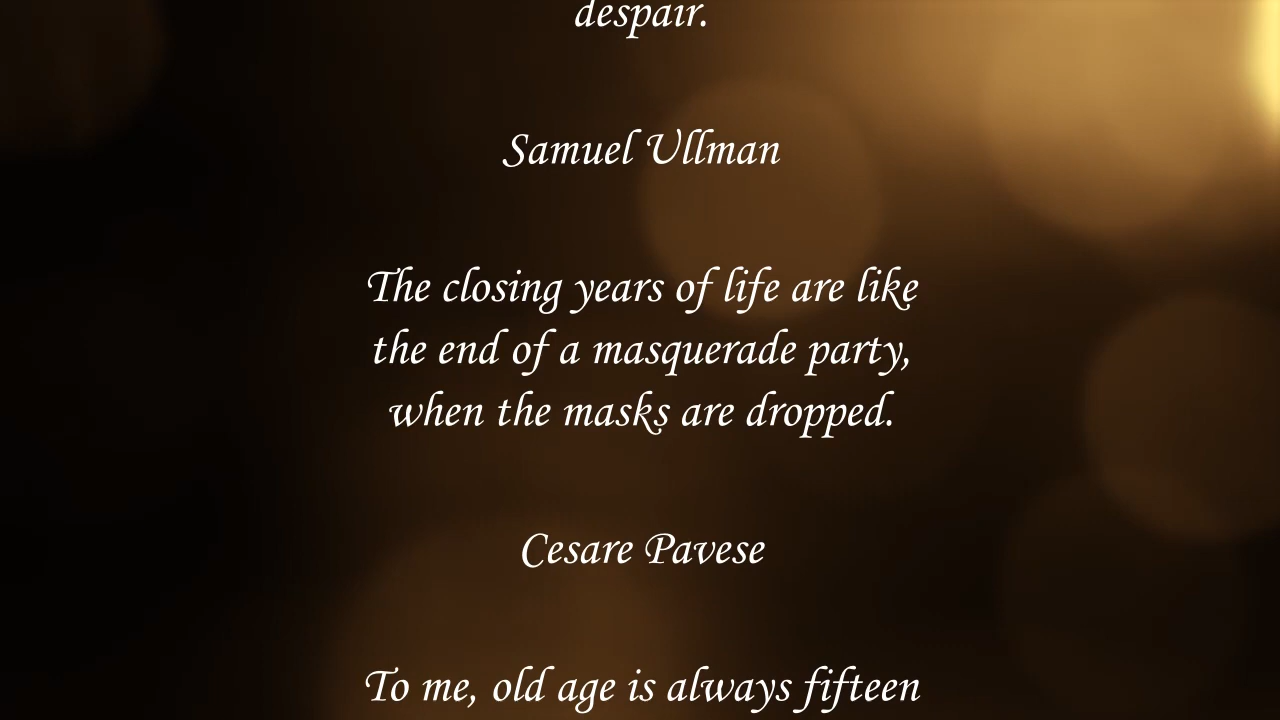 despair.
Samuel Ullman
The closing years of life are like
the end of a masquerade party,
when the masks are dropped.
Cesare Pavese
To me, old age is always fifteen